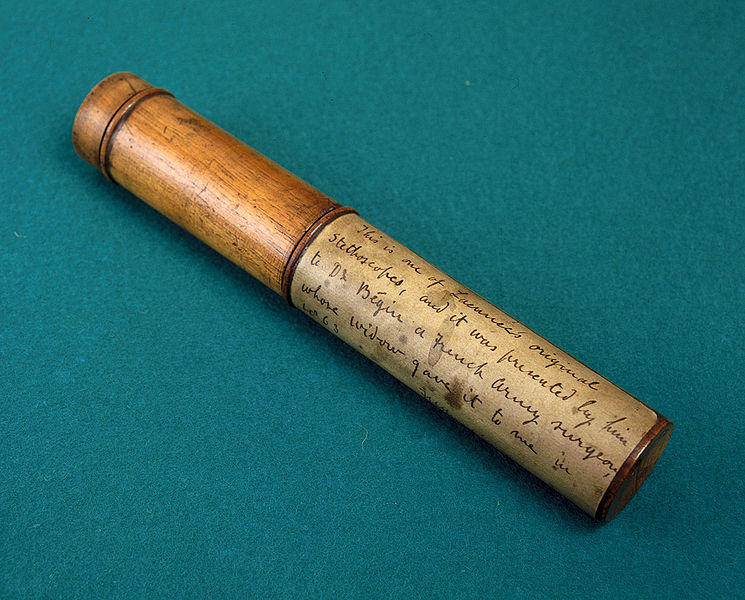 This is one of Laennec's original
stethoscopes, and it was presented by him
to Dr Bégin a French Army surgeon,
whose widow gave it to me in
1863